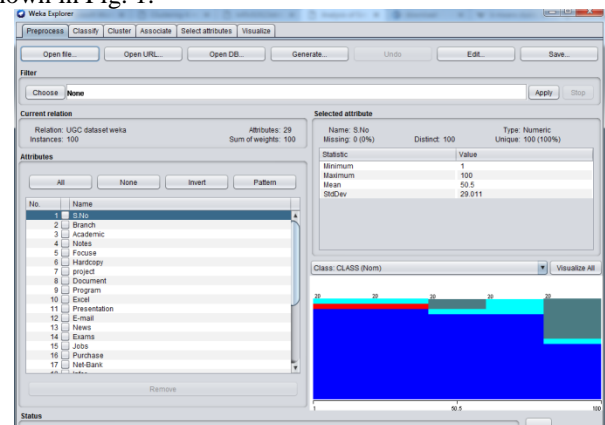 shown in Fig. 1.
Weka Explorer
Preprocess Classify Cluster Associate Select attributes Visualize
Open file... Open URL... Open DB... Generate... Undo Edit... Save...
Filter
Choose None Apply Stop
Current relation
Relation: UGC dataset weka Attributes: 29
Instances: 100 Sum of weights: 100
Selected attribute
Name: S.No Type: Numeric
Missing: 0 (0%) Distinct: 100 Unique: 100 (100%)
Statistic Value
Minimum 1
Maximum 100
Mean 50.5
StdDev 29.011
Attributes
All None Invert Pattern
No. Name
1 S.No
2 Branch
3 Academic
4 Notes
5 Focuse
6 Hardcopy
7 project
8 Document
9 Program
10 Excel
11 Presentation
12 E-mail
13 News
14 Exams
15 Jobs
16 Purchase
17 Net-Bank
Remove
Class: CLASS (Nom) Visualize All
20 20 20 20 20
1 50.5 100
Status